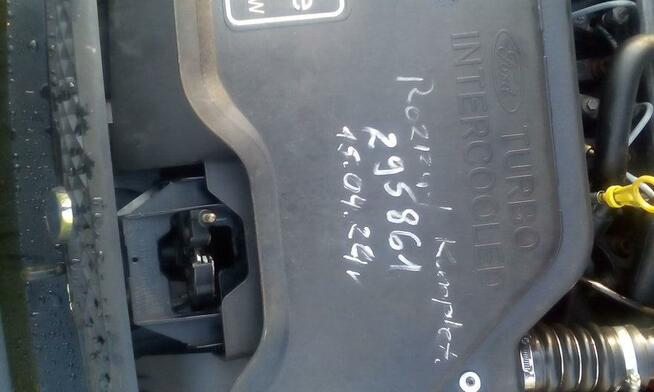 Ford
TURBO
INTERCOOLED
Rozrząd Komplet.
295861
15.04.24r